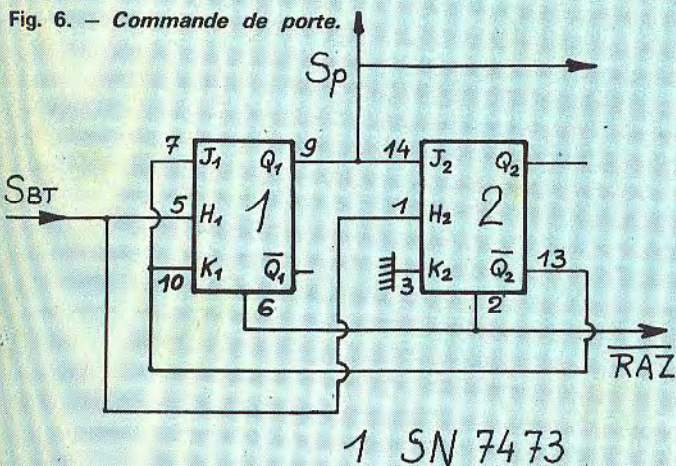 Fig. 6. — Commande de porte.
Sp
7 J1 Q1 9 14 J2 Q2
SBT
5 H1 1 1 H2 2
10 K1 Q̅1̅ 3 K2 Q̅2̅ 13
6 2
R̅A̅Z̅
1 SN 7473